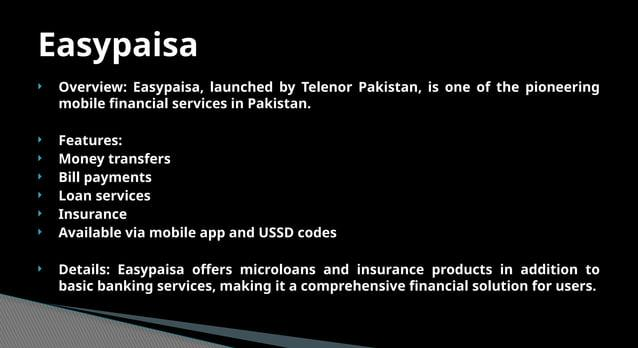 Easypaisa
Overview: Easypaisa, launched by Telenor Pakistan, is one of the pioneering
mobile financial services in Pakistan.
Features:
Money transfers
Bill payments
Loan services
Insurance
Available via mobile app and USSD codes
Details: Easypaisa offers microloans and insurance products in addition to
basic banking services, making it a comprehensive financial solution for users.